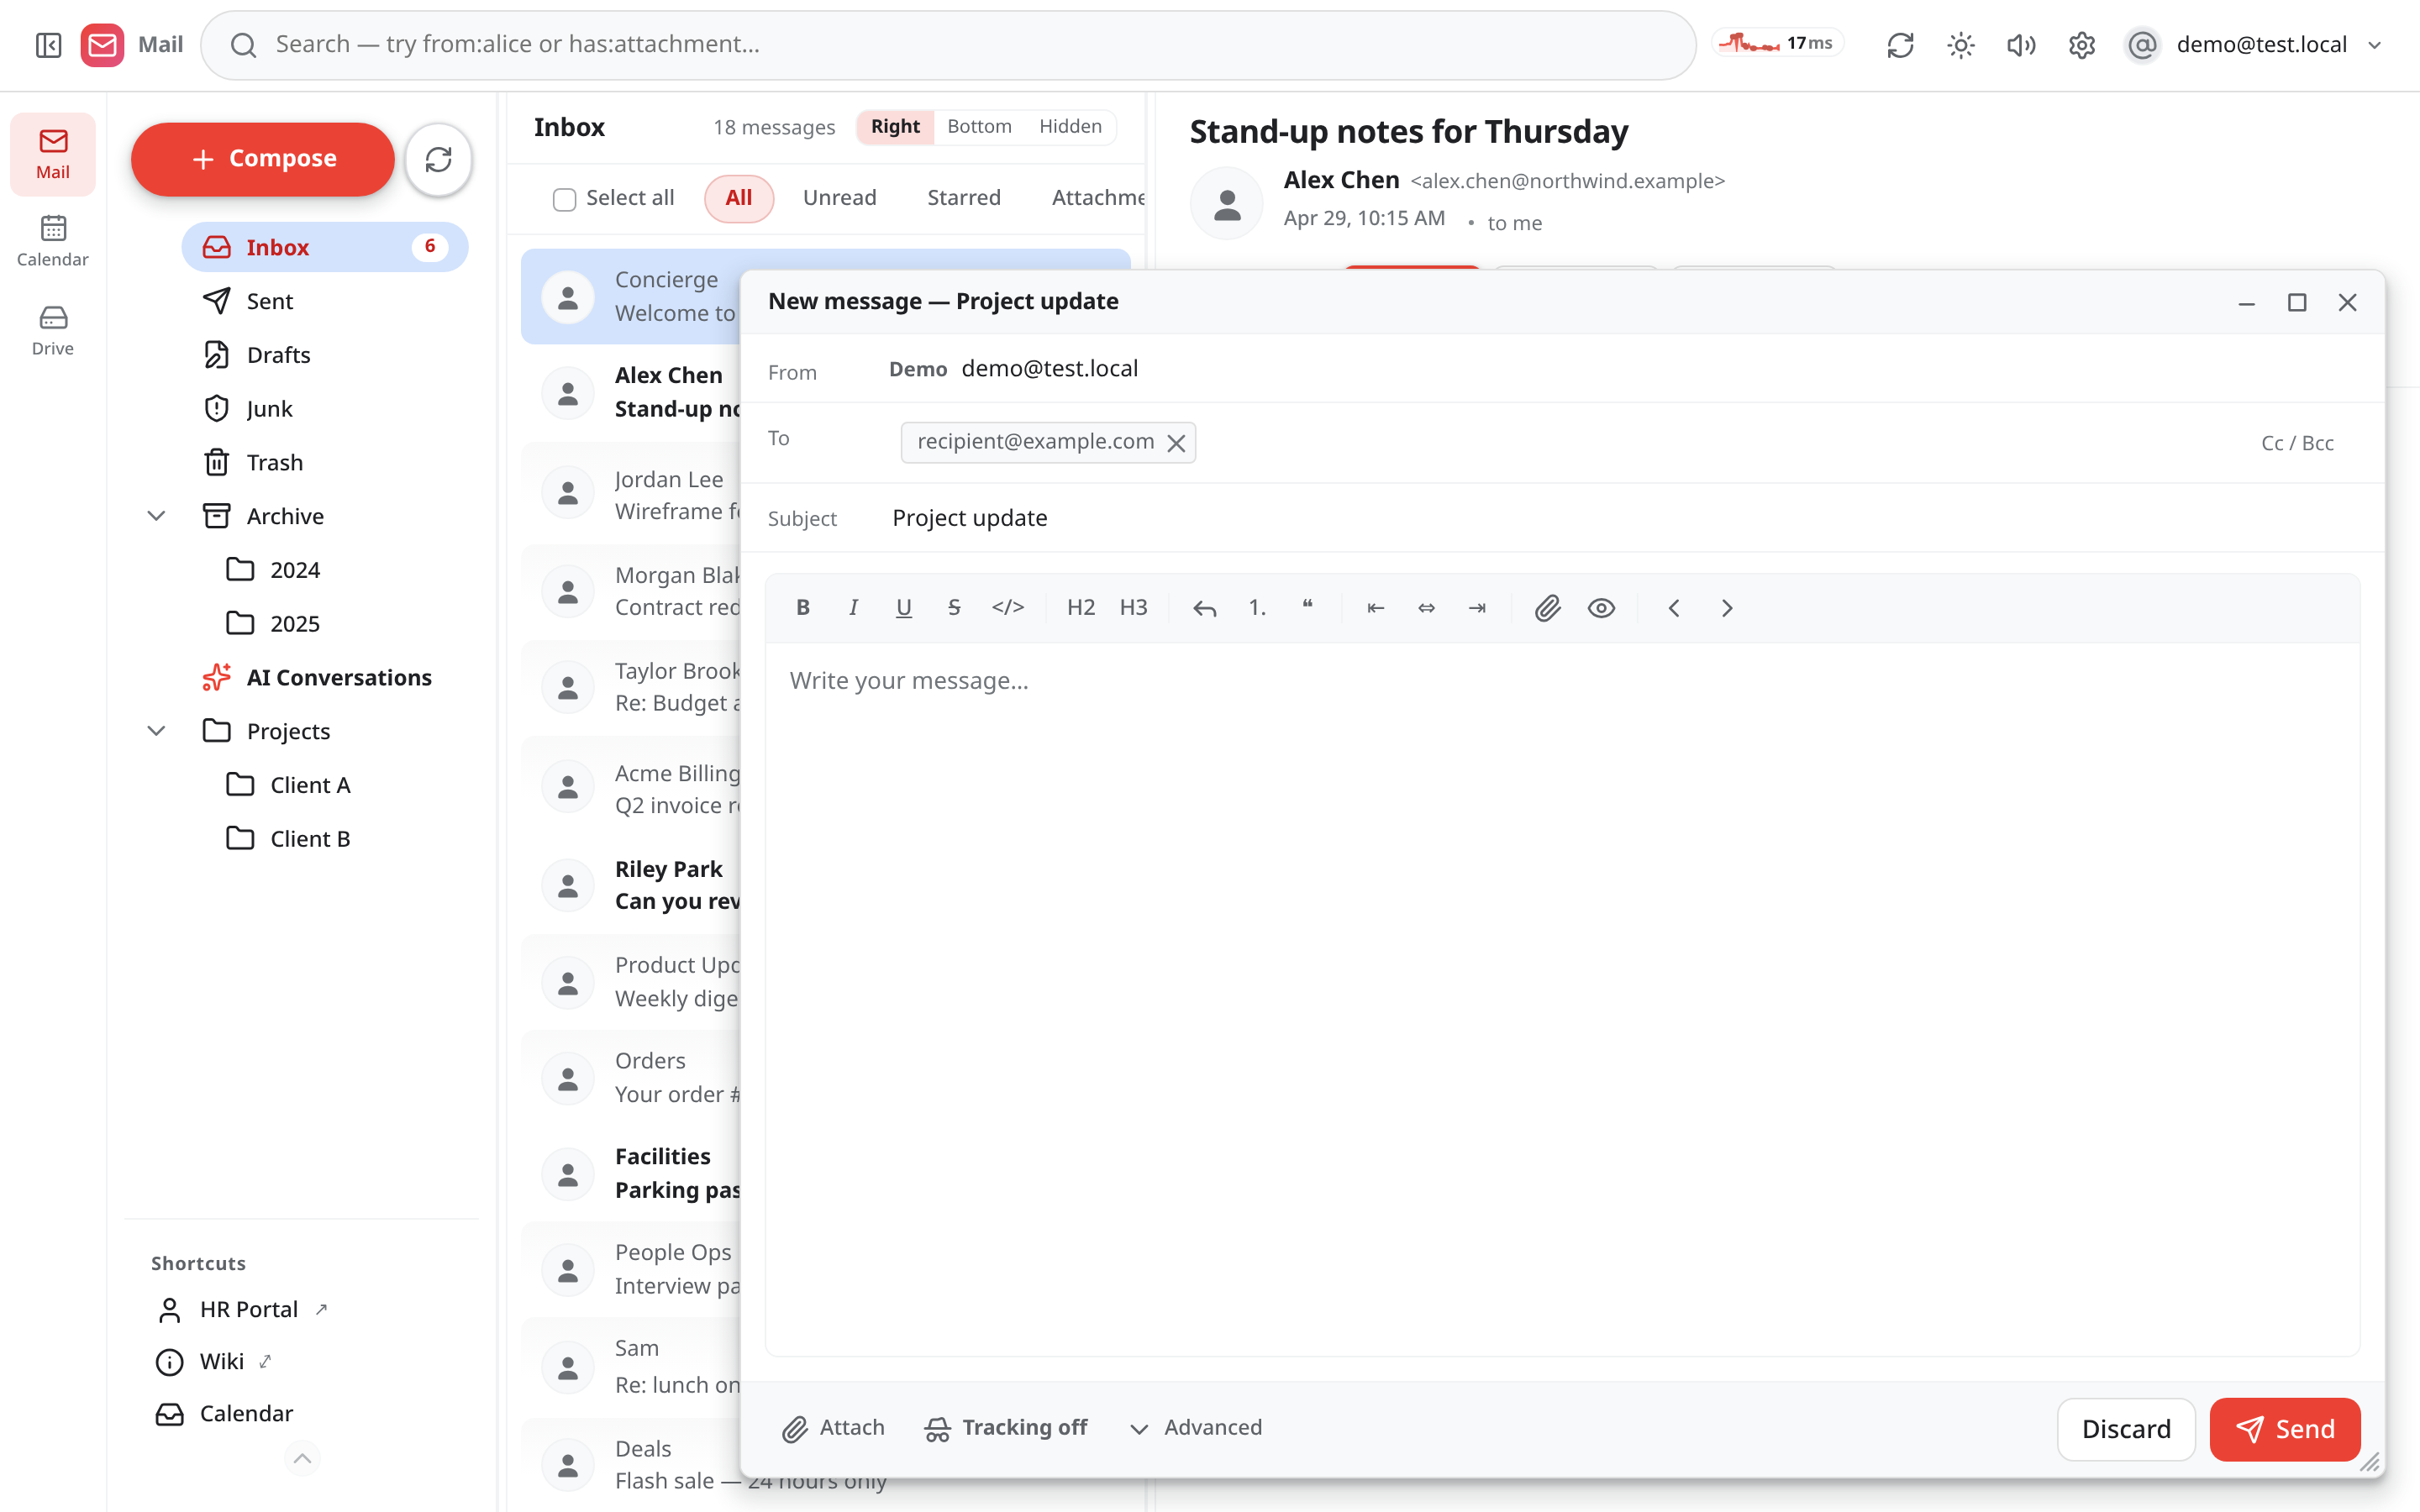 Mail
Search — try from:alice or has:attachment...
17 ms
demo@test.local
Mail
Calendar
Drive
Compose
Inbox 6
Sent
Drafts
Junk
Trash
Archive
2024
2025
AI Conversations
Projects
Client A
Client B
Shortcuts
HR Portal ↗
Wiki ⤢
Calendar
Inbox 18 messages Right Bottom Hidden
Select all All Unread Starred Attachme
Concierge
Welcome to
Alex Chen
Stand-up no
Jordan Lee
Wireframe fo
Morgan Blak
Contract red
Taylor Brook
Re: Budget a
Acme Billing
Q2 invoice re
Riley Park
Can you rev
Product Upd
Weekly dige
Orders
Your order #
Facilities
Parking pas
People Ops
Interview pa
Sam
Re: lunch on
Deals
Flash sale — 24 hours only
Stand-up notes for Thursday
Alex Chen <alex.chen@northwind.example>
Apr 29, 10:15 AM • to me
New message — Project update
From Demo demo@test.local
To recipient@example.com Cc / Bcc
Subject Project update
B I U S </> H2 H3 1. ❝
Write your message...
Attach Tracking off Advanced Discard Send